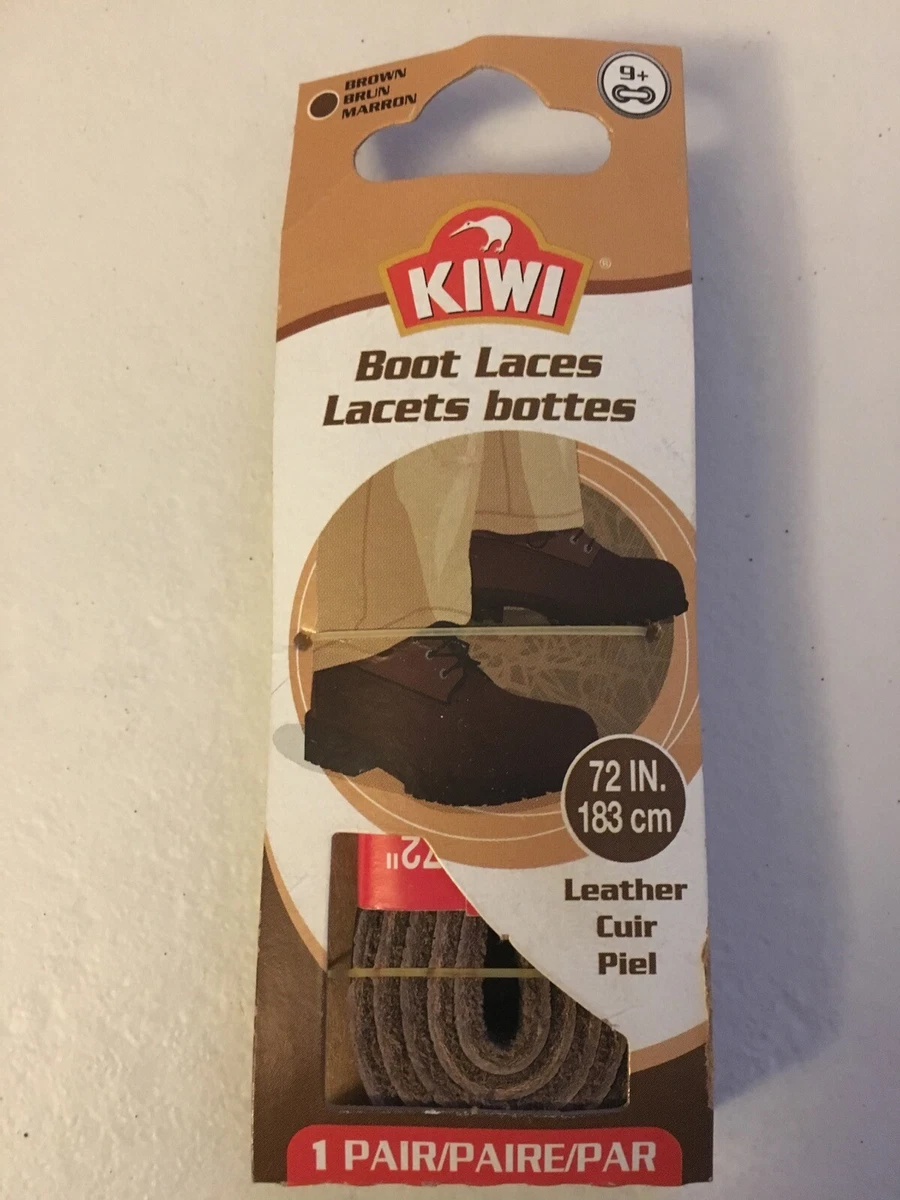 BROWN
BRUN
MARRON
9+
KIWI
®
Boot Laces
Lacets bottes
72 IN.
183 cm
72"
Leather
Cuir
Piel
1 PAIR/PAIRE/PAR